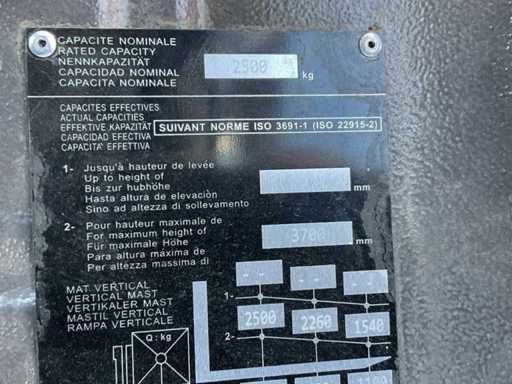 CAPACITE NOMINALE
RATED CAPACITY
NENNKAPAZITÄT
CAPACIDAD NOMINAL
CAPACITA NOMINALE
2500 kg
CAPACITES EFFECTIVES
ACTUAL CAPACITIES
EFFEKTIVE KAPAZITÄT
CAPACIDAD EFECTIVA
CAPACITA' EFFETTIVA
SUIVANT NORME ISO 3691-1 (ISO 22915-2)
1- Jusqu'à hauteur de levée
Up to height of
Bis zur hubhöhe
Hasta altura de elevaciòn
Sino ad altezza di sollevamento
mm
2- Pour hauteur maximale de
For maximum height of
Für maximale Höhe
Para altura máxima de
Per altezza massima di
3700 mm
MAT VERTICAL
VERTICAL MAST
VERTIKALER MAST
MASTIL VERTICAL
RAMPA VERTICALE
1- - - - - - -
2- 2500 2260 1540
Q: kg